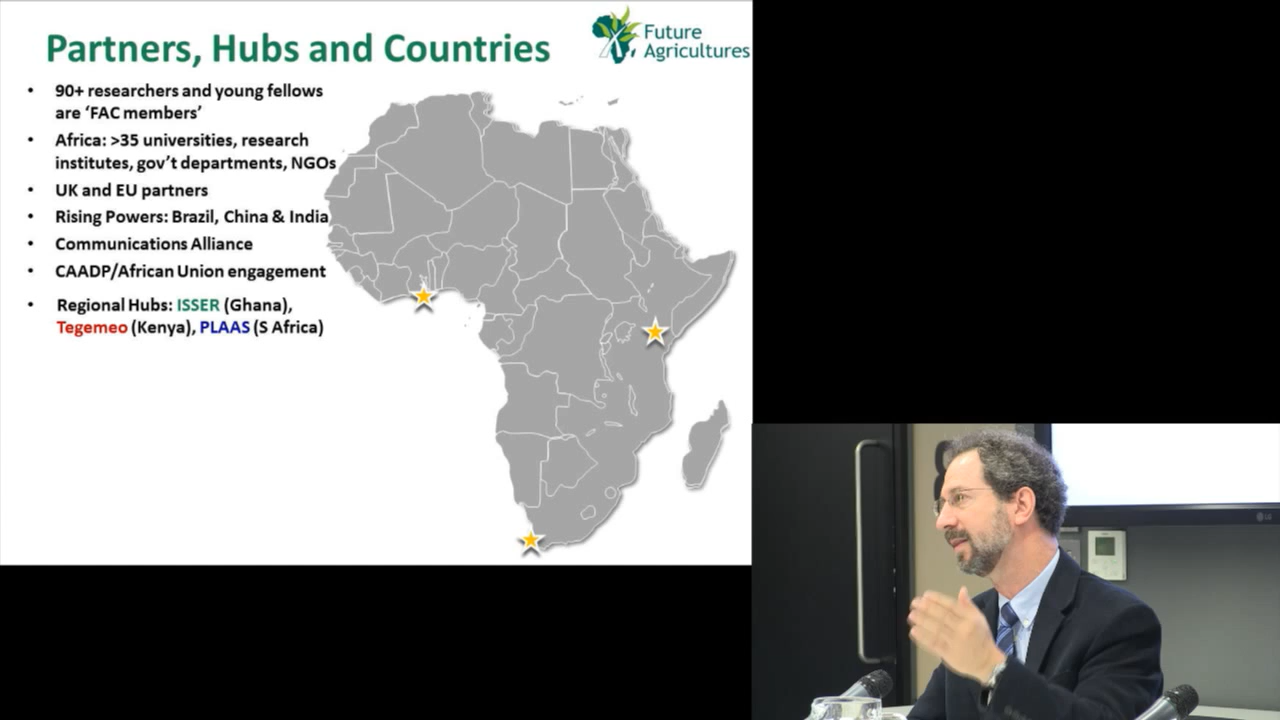 Partners, Hubs and Countries
Future
Agricultures
• 90+ researchers and young fellows
are ‘FAC members’
• Africa: >35 universities, research
institutes, gov’t departments, NGOs
• UK and EU partners
• Rising Powers: Brazil, China & India
• Communications Alliance
• CAADP/African Union engagement
• Regional Hubs: ISSER (Ghana),
Tegemeo (Kenya), PLAAS (S Africa)
LG